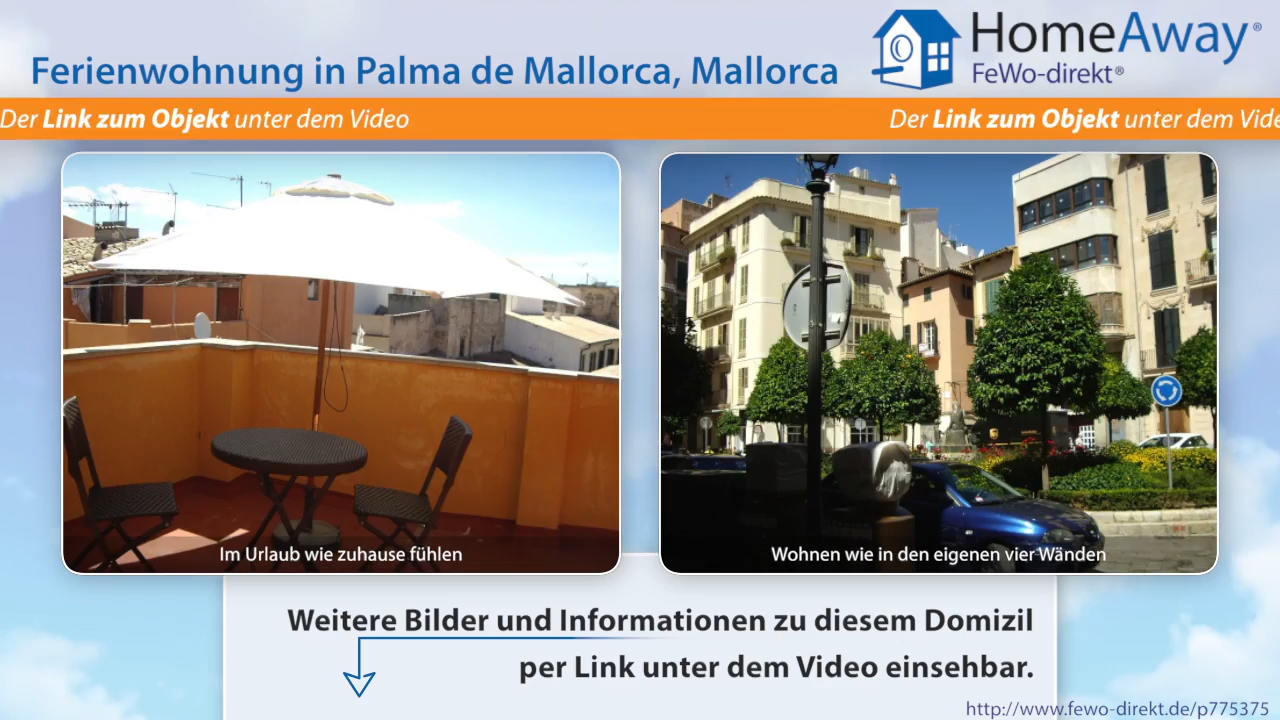 Ferienwohnung in Palma de Mallorca, Mallorca
HomeAway®
FeWo-direkt®
Der Link zum Objekt unter dem Video
Der Link zum Objekt unter dem Vide
Im Urlaub wie zuhause fühlen
Wohnen wie in den eigenen vier Wänden
Weitere Bilder und Informationen zu diesem Domizil
per Link unter dem Video einsehbar.
http://www.fewo-direkt.de/p775375